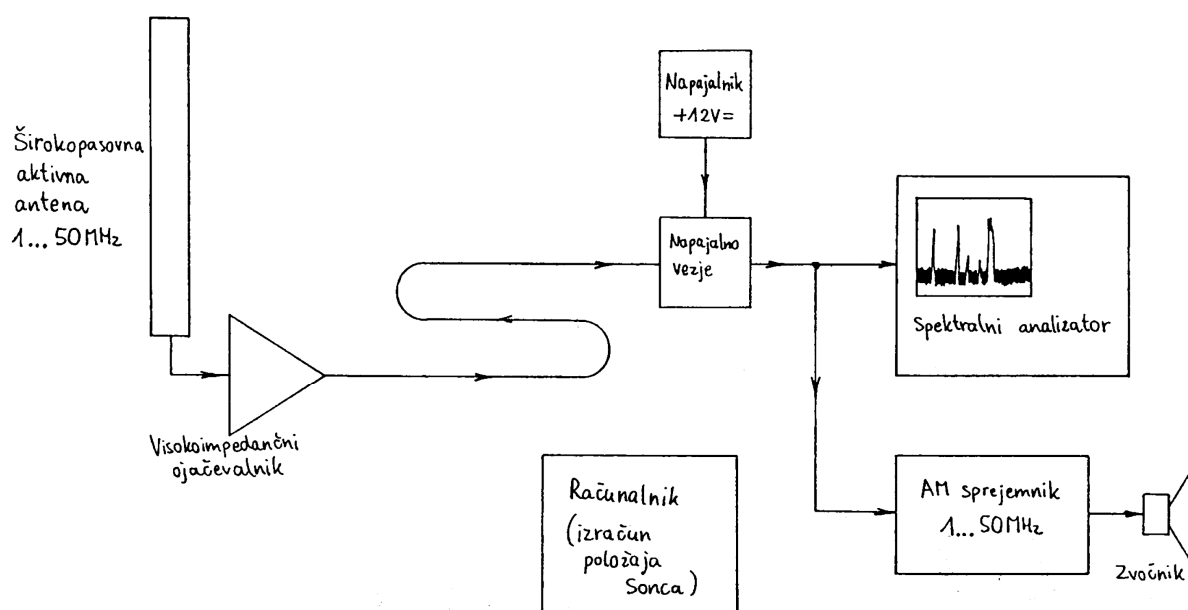 Širokopasovna
aktivna
antena
1... 50MHz
Visokoimpedančni
ojačevalnik
Napajalnik
+12V=
Napajalno
vezje
Spektralni analizator
Računalnik
(izračun
položaja
Sonca)
AM sprejemnik
1... 50MHz
Zvočnik